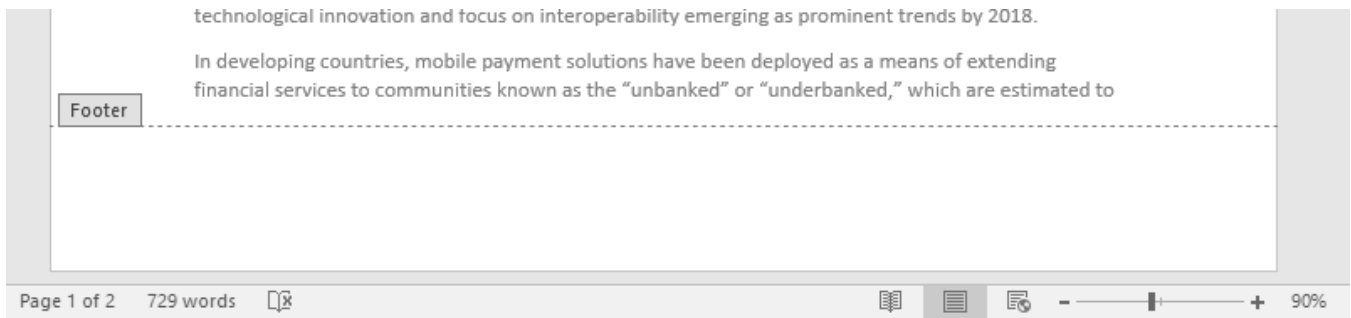 technological innovation and focus on interoperability emerging as prominent trends by 2018.
In developing countries, mobile payment solutions have been deployed as a means of extending
financial services to communities known as the “unbanked” or “underbanked,” which are estimated to
Footer
Page 1 of 2 729 words 90%